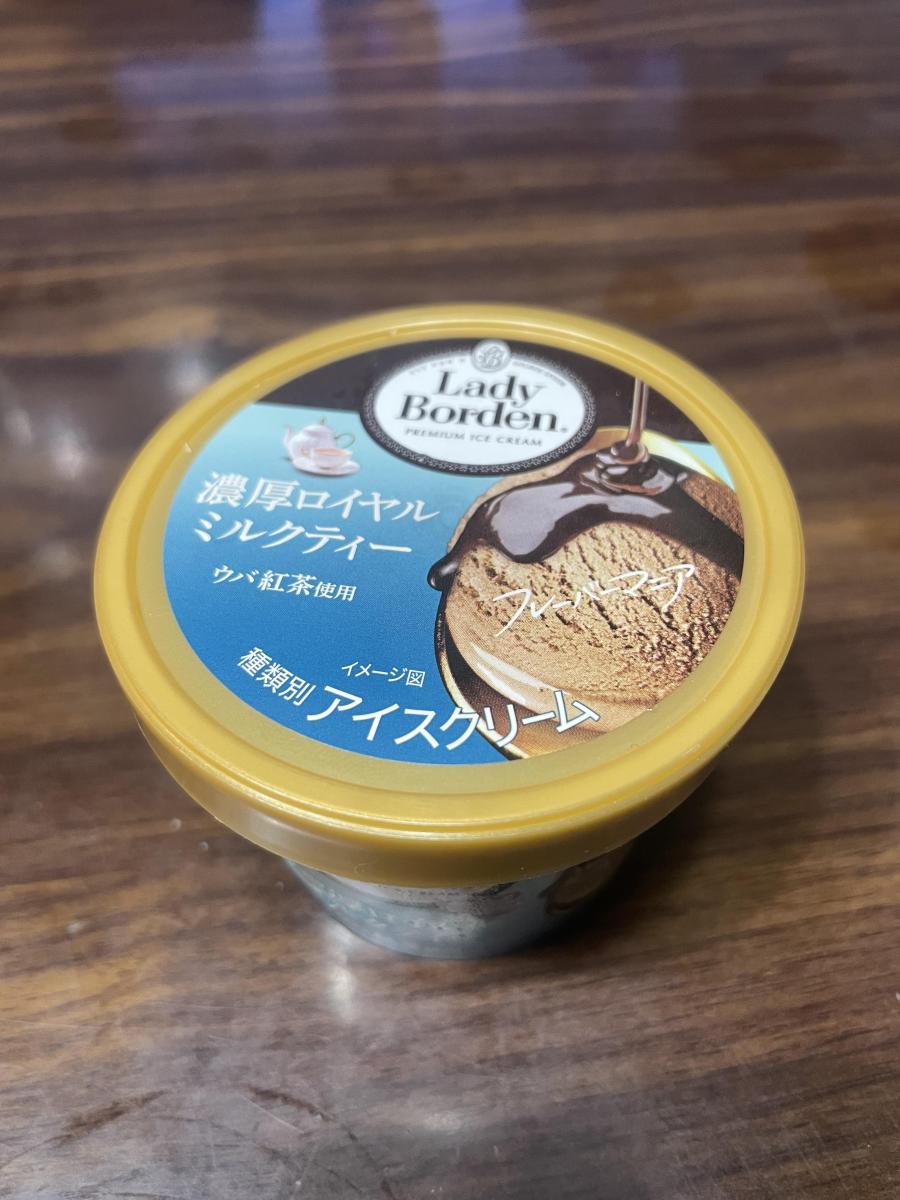 Lady
Borden®
PREMIUM ICE CREAM
濃厚ロイヤル
ミルクティー
ウバ紅茶使用
フレーバーマニア
イメージ図
種類別 アイスクリーム